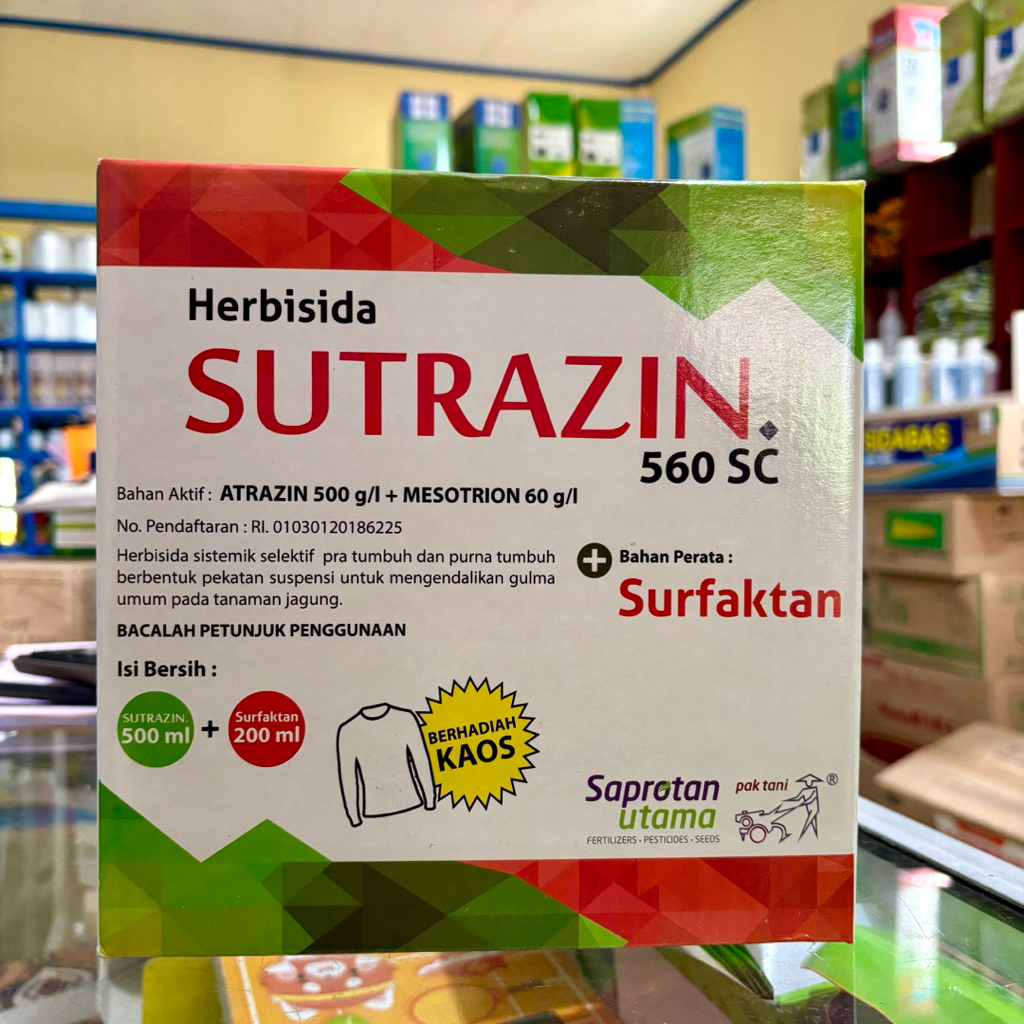 Herbisida
SUTRAZIN.
560 SC
Bahan Aktif : ATRAZIN 500 g/l + MESOTRION 60 g/l
No. Pendaftaran : RI. 01030120186225
Herbisida sistemik selektif pra tumbuh dan purna tumbuh
berbentuk pekatan suspensi untuk mengendalikan gulma
umum pada tanaman jagung.
BACALAH PETUNJUK PENGGUNAAN
+ Bahan Perata :
Surfaktan
Isi Bersih :
SUTRAZIN.
500 ml
+
Surfaktan
200 ml
BERHADIAH
KAOS
Saprotan
utama
FERTILIZERS • PESTICIDES • SEEDS
pak tani ®
SIDABAS